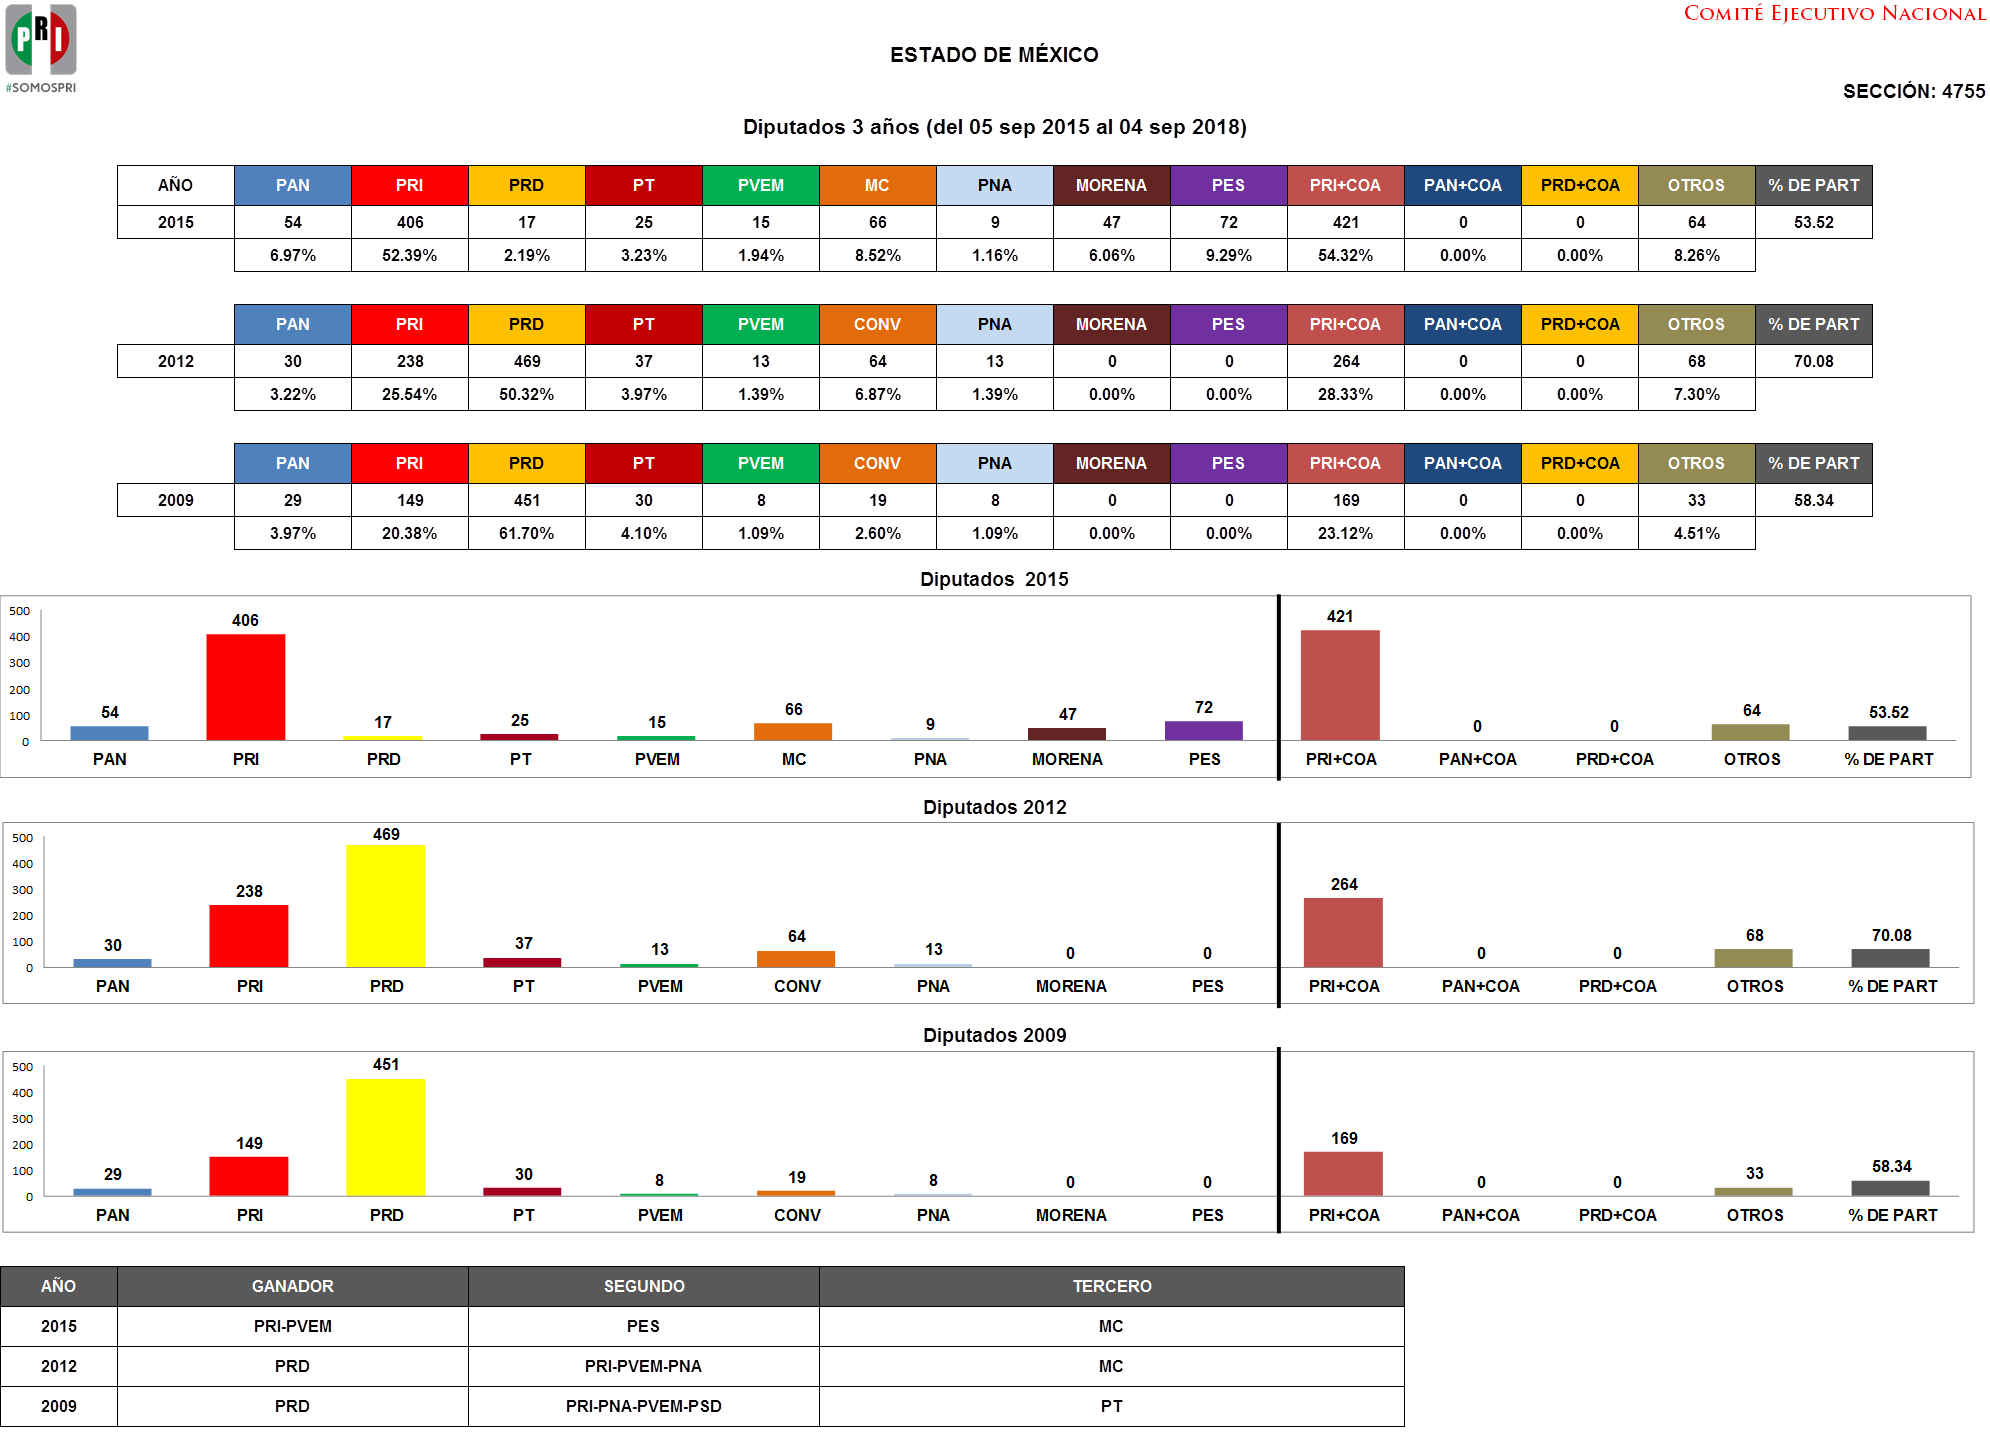 PRI
#SOMOSPRI
COMITÉ EJECUTIVO NACIONAL
ESTADO DE MÉXICO
SECCIÓN: 4755
Diputados 3 años (del 05 sep 2015 al 04 sep 2018)
AÑO PAN PRI PRD PT PVEM MC PNA MORENA PES PRI+COA PAN+COA PRD+COA OTROS % DE PART
2015 54 406 17 25 15 66 9 47 72 421 0 0 64 53.52
6.97% 52.39% 2.19% 3.23% 1.94% 8.52% 1.16% 6.06% 9.29% 54.32% 0.00% 0.00% 8.26%
PAN PRI PRD PT PVEM CONV PNA MORENA PES PRI+COA PAN+COA PRD+COA OTROS % DE PART
2012 30 238 469 37 13 64 13 0 0 264 0 0 68 70.08
3.22% 25.54% 50.32% 3.97% 1.39% 6.87% 1.39% 0.00% 0.00% 28.33% 0.00% 0.00% 7.30%
PAN PRI PRD PT PVEM CONV PNA MORENA PES PRI+COA PAN+COA PRD+COA OTROS % DE PART
2009 29 149 451 30 8 19 8 0 0 169 0 0 33 58.34
3.97% 20.38% 61.70% 4.10% 1.09% 2.60% 1.09% 0.00% 0.00% 23.12% 0.00% 0.00% 4.51%
Diputados 2015
500
400
300
200
100
0
54 406 17 25 15 66 9 47 72 421 0 0 64 53.52
PAN PRI PRD PT PVEM MC PNA MORENA PES PRI+COA PAN+COA PRD+COA OTROS % DE PART
Diputados 2012
500
400
300
200
100
0
30 238 469 37 13 64 13 0 0 264 0 0 68 70.08
PAN PRI PRD PT PVEM CONV PNA MORENA PES PRI+COA PAN+COA PRD+COA OTROS % DE PART
Diputados 2009
500
400
300
200
100
0
29 149 451 30 8 19 8 0 0 169 0 0 33 58.34
PAN PRI PRD PT PVEM CONV PNA MORENA PES PRI+COA PAN+COA PRD+COA OTROS % DE PART
AÑO GANADOR SEGUNDO TERCERO
2015 PRI-PVEM PES MC
2012 PRD PRI-PVEM-PNA MC
2009 PRD PRI-PNA-PVEM-PSD PT